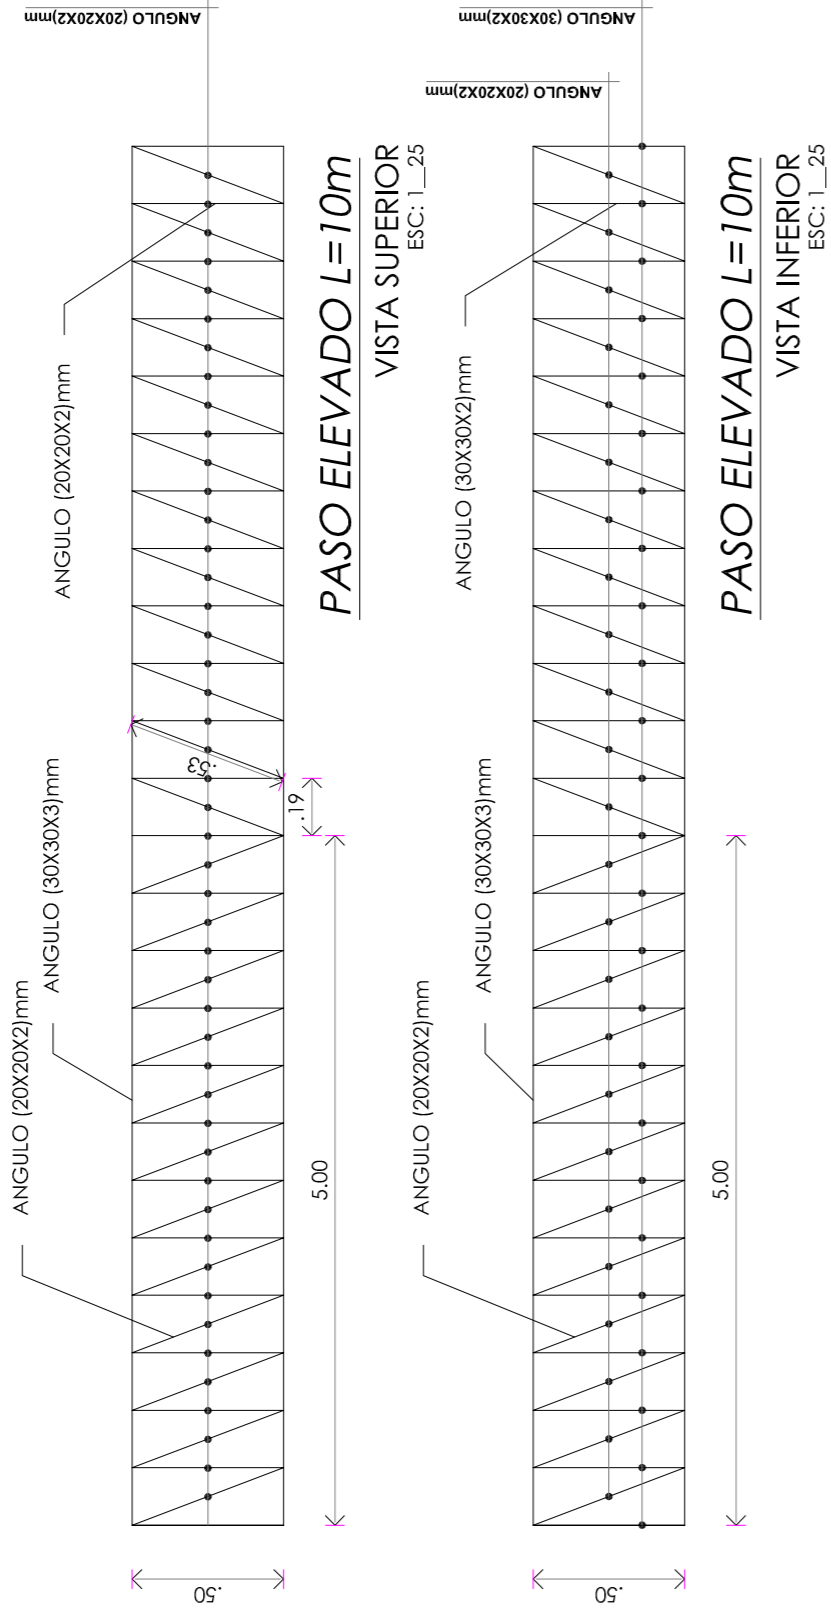 ANGULO (20X20X2)mm
ANGULO (30X30X3)mm
ANGULO (20X20X2)mm
ANGULO (20X20X2)mm
.50
5.00
.19
.53
PASO ELEVADO L=10m
VISTA SUPERIOR
ESC: 1__25
ANGULO (20X20X2)mm
ANGULO (30X30X3)mm
ANGULO (30X30X2)mm
ANGULO (20X20X2)mm
ANGULO (30X30X2)mm
.50
5.00
PASO ELEVADO L=10m
VISTA INFERIOR
ESC: 1__25